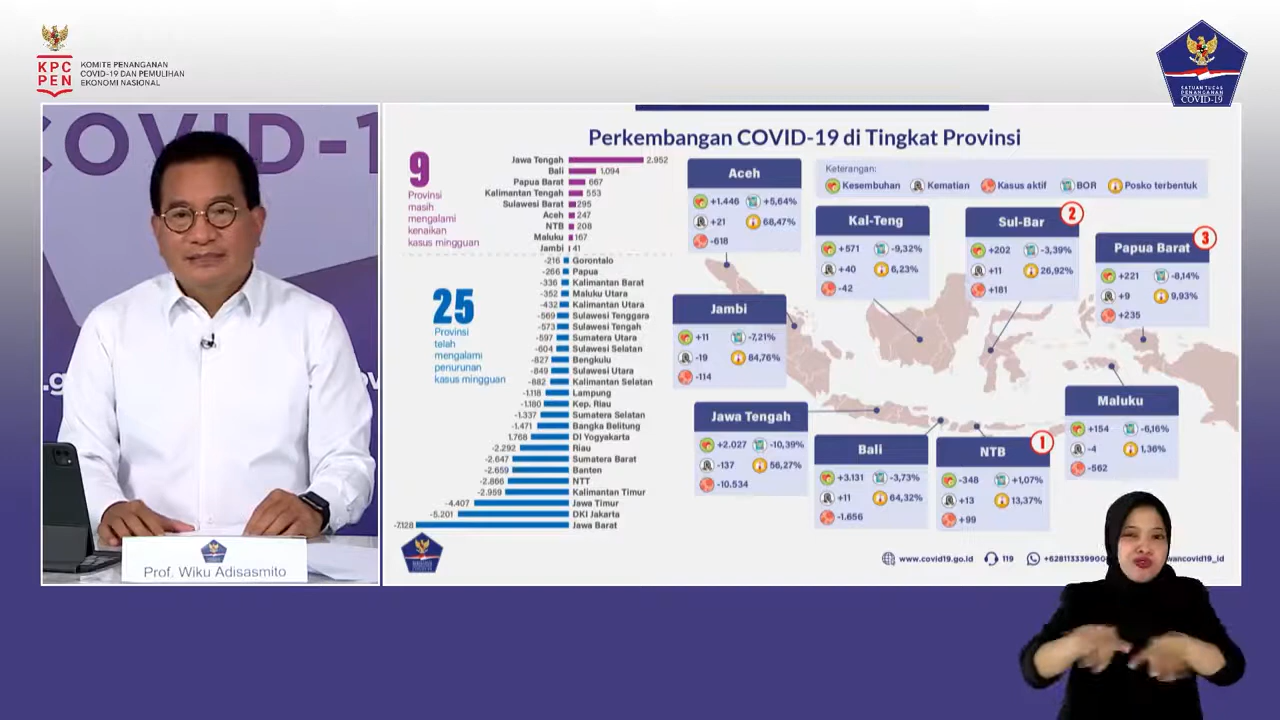 KPC
PEN
KOMITE PENANGANAN
COVID-19 DAN PEMULIHAN
EKONOMI NASIONAL
SATUAN TUGAS
PENANGANAN
COVID-19
COVID-1
Prof. Wiku Adisasmito
Perkembangan COVID-19 di Tingkat Provinsi
9
Provinsi
masih
mengalami
kenaikan
kasus mingguan
Jawa Tengah 2.952
Bali 1.094
Papua Barat 667
Kalimantan Tengah 553
Sulawesi Barat 295
Aceh 247
NTB 208
Maluku 167
Jambi 41
25
Provinsi
telah
mengalami
penurunan
kasus mingguan
-216 Gorontalo
-266 Papua
-336 Kalimantan Barat
-352 Maluku Utara
-432 Kalimantan Utara
-569 Sulawesi Tenggara
-573 Sulawesi Tengah
-597 Sumatera Utara
-604 Sulawesi Selatan
-827 Bengkulu
-849 Sulawesi Utara
-882 Kalimantan Selatan
-1.118 Lampung
-1.180 Kep. Riau
-1.337 Sumatera Selatan
-1.471 Bangka Belitung
1.768 DI Yogyakarta
-2.292 Riau
-2.647 Sumatera Barat
-2.659 Banten
-2.866 NTT
-2.959 Kalimantan Timur
-4.407 Jawa Timur
-5.201 DKI Jakarta
-7.128 Jawa Barat
Keterangan:
Kesembuhan Kematian Kasus aktif BOR Posko terbentuk
Aceh
+1.446 +5,64%
+21 68,47%
-618
Kal-Teng
+571 -9,32%
+40 6,23%
-42
Sul-Bar
2
+202 -3,39%
+11 26,92%
+181
Papua Barat
3
+221 -8,14%
+9 9,93%
+235
Jambi
+11 -7,21%
-19 84,76%
-114
Jawa Tengah
+2.027 -10,39%
-137 56,27%
-10.534
Bali
+3.131 -3,73%
+11 64,32%
-1.656
NTB
1
-348 +1,07%
+13 13,37%
+99
Maluku
+154 -6,16%
-4 1,36%
-562
www.covid19.go.id 119 +62811333990 wancovid19_id